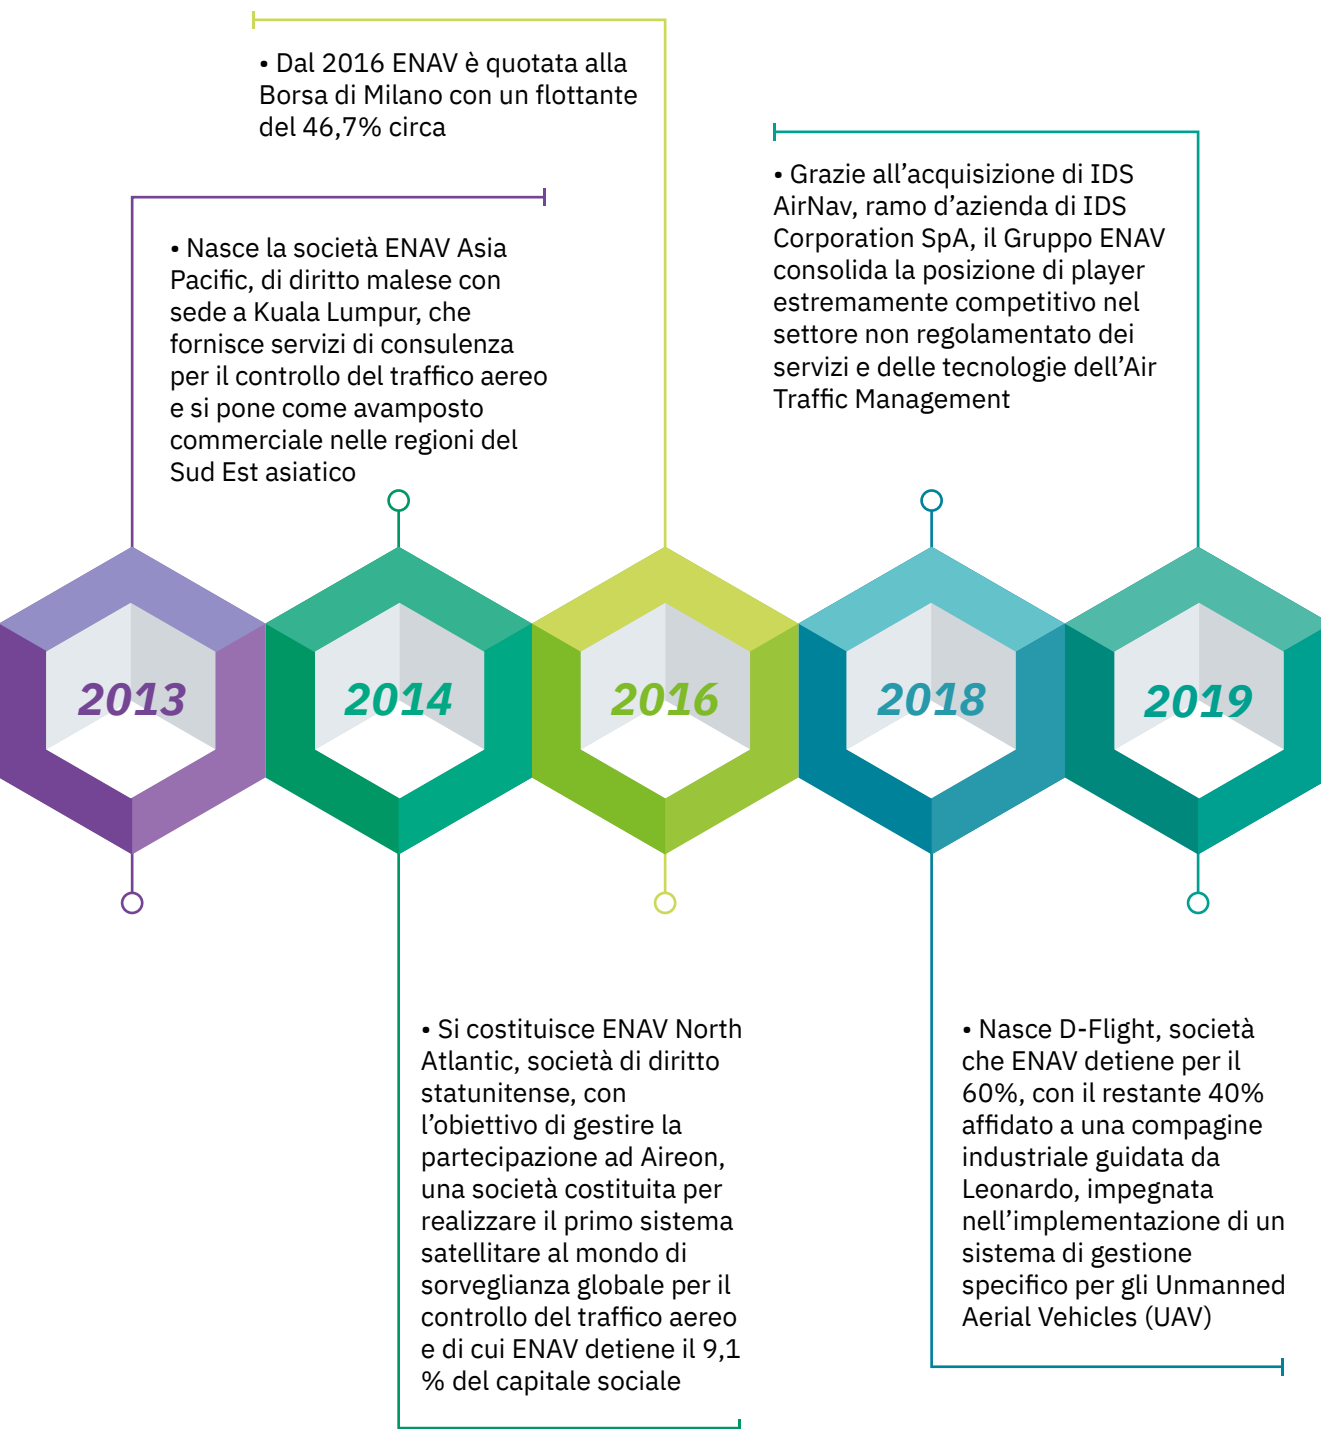 • Dal 2016 ENAV è quotata alla
Borsa di Milano con un flottante
del 46,7% circa
• Nasce la società ENAV Asia
Pacific, di diritto malese con
sede a Kuala Lumpur, che
fornisce servizi di consulenza
per il controllo del traffico aereo
e si pone come avamposto
commerciale nelle regioni del
Sud Est asiatico
• Grazie all’acquisizione di IDS
AirNav, ramo d’azienda di IDS
Corporation SpA, il Gruppo ENAV
consolida la posizione di player
estremamente competitivo nel
settore non regolamentato dei
servizi e delle tecnologie dell’Air
Traffic Management
2013
2014
2016
2018
2019
• Si costituisce ENAV North
Atlantic, società di diritto
statunitense, con
l’obiettivo di gestire la
partecipazione ad Aireon,
una società costituita per
realizzare il primo sistema
satellitare al mondo di
sorveglianza globale per il
controllo del traffico aereo
e di cui ENAV detiene il 9,1
% del capitale sociale
• Nasce D-Flight, società
che ENAV detiene per il
60%, con il restante 40%
affidato a una compagine
industriale guidata da
Leonardo, impegnata
nell’implementazione di un
sistema di gestione
specifico per gli Unmanned
Aerial Vehicles (UAV)